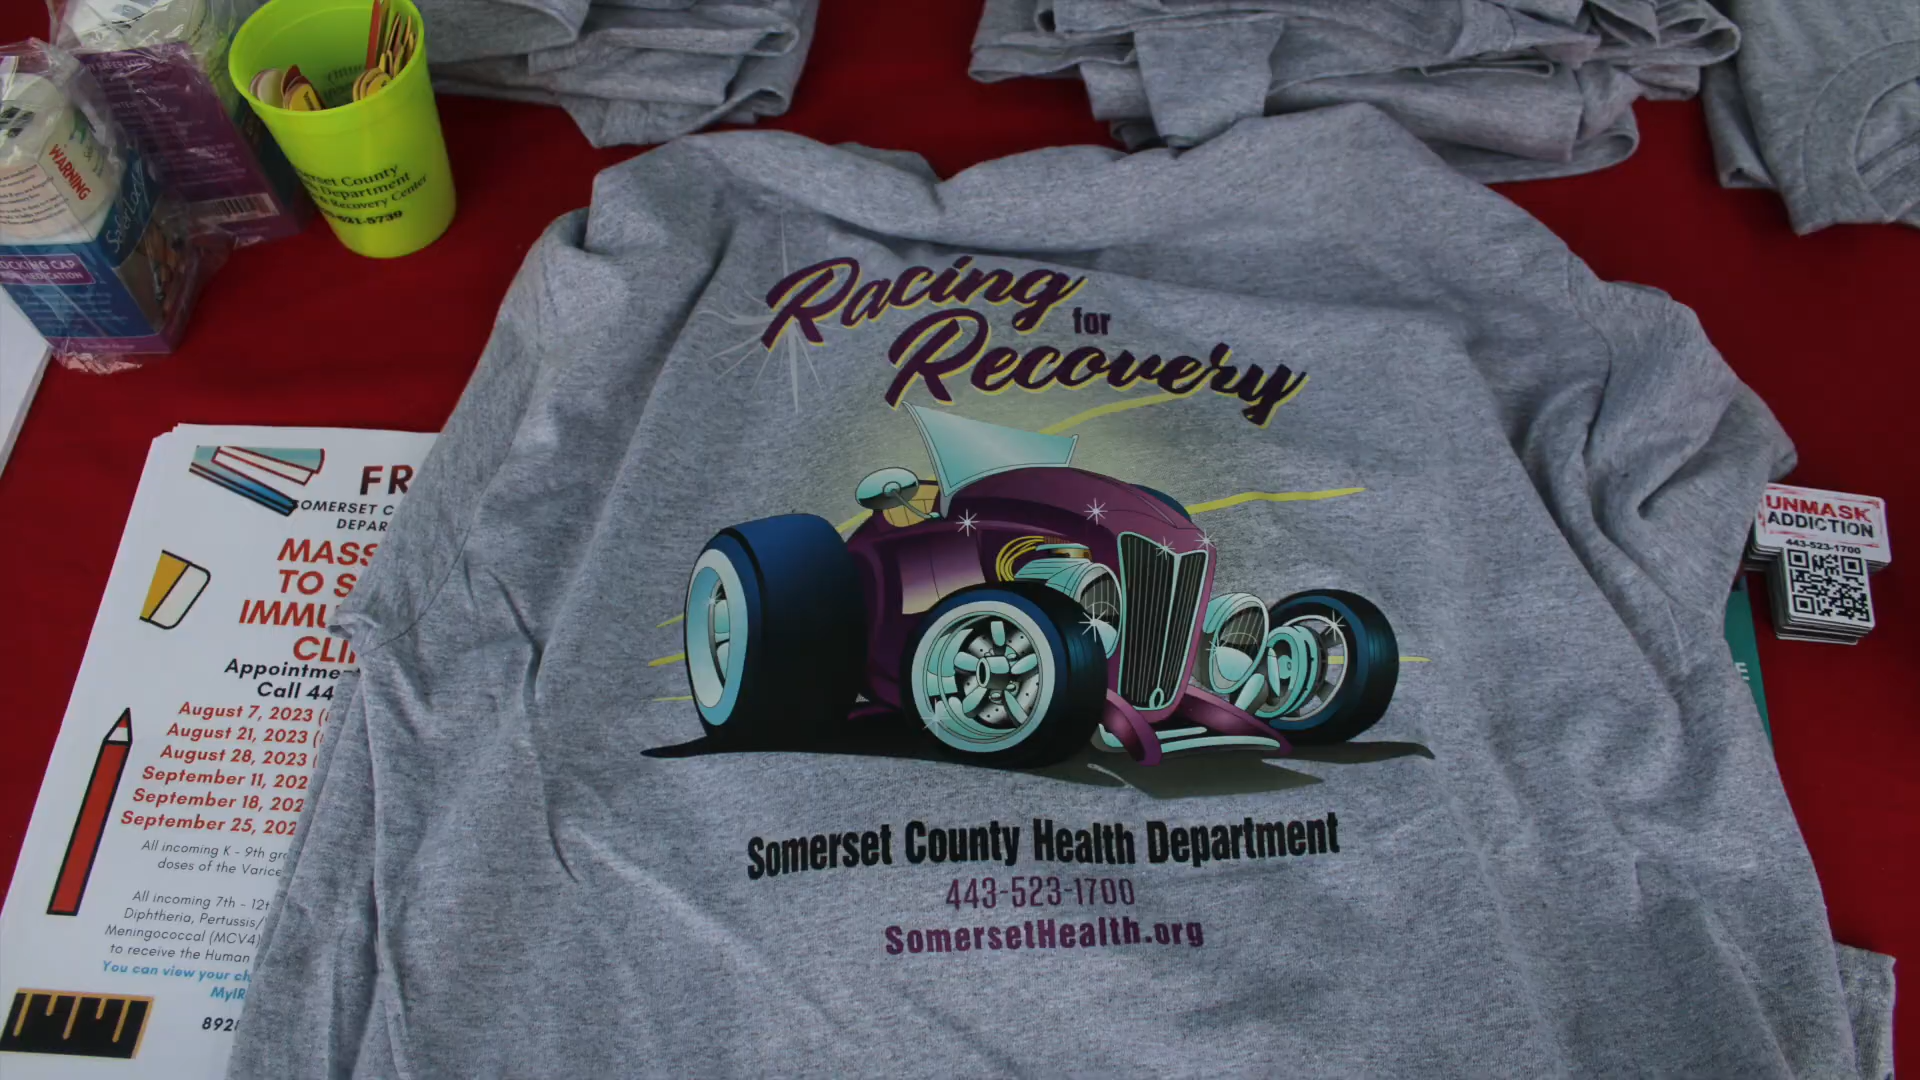 Racing
for
Recovery
Somerset County Health Department
443-523-1700
SomersetHealth.org
UNMASK
ADDICTION
443-523-1700
County
Department
& Recovery Center
WARNING
LOCKING CAP
FR
SOMERSET C
DEPAR
MASS
TO S
IMMU
CLI
Appointme
Call 44
August 7, 2023 (
August 21, 2023 (
August 28, 2023 (
September 11, 202
September 18, 202
September 25, 202
All incoming K - 9th gr
doses of the Varice
All incoming 7th - 12t
Diphtheria, Pertussis/
Meningococcal (MCV4)
to receive the Human
You can view your ch
MyIR
892